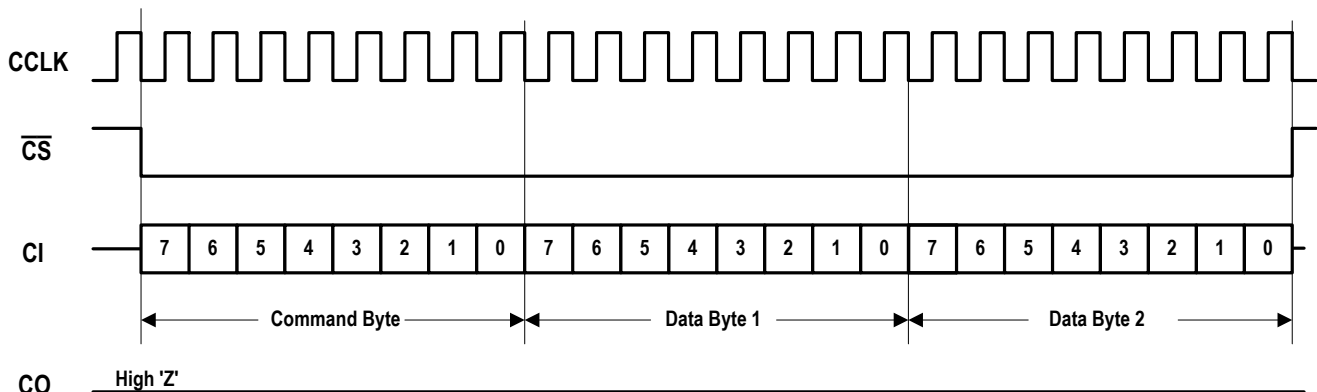 CCLK
CS
CI 7 6 5 4 3 2 1 0 7 6 5 4 3 2 1 0 7 6 5 4 3 2 1 0
Command Byte Data Byte 1 Data Byte 2
High 'Z'
CO